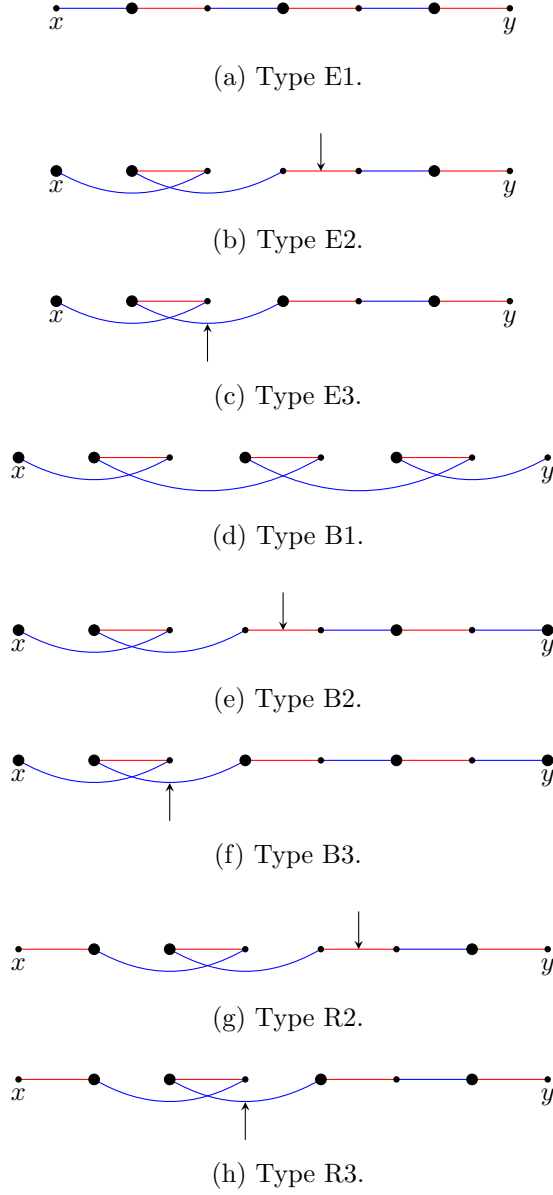 x y
(a) Type E1.
x y
(b) Type E2.
x y
(c) Type E3.
x y
(d) Type B1.
x y
(e) Type B2.
x y
(f) Type B3.
x y
(g) Type R2.
x y
(h) Type R3.